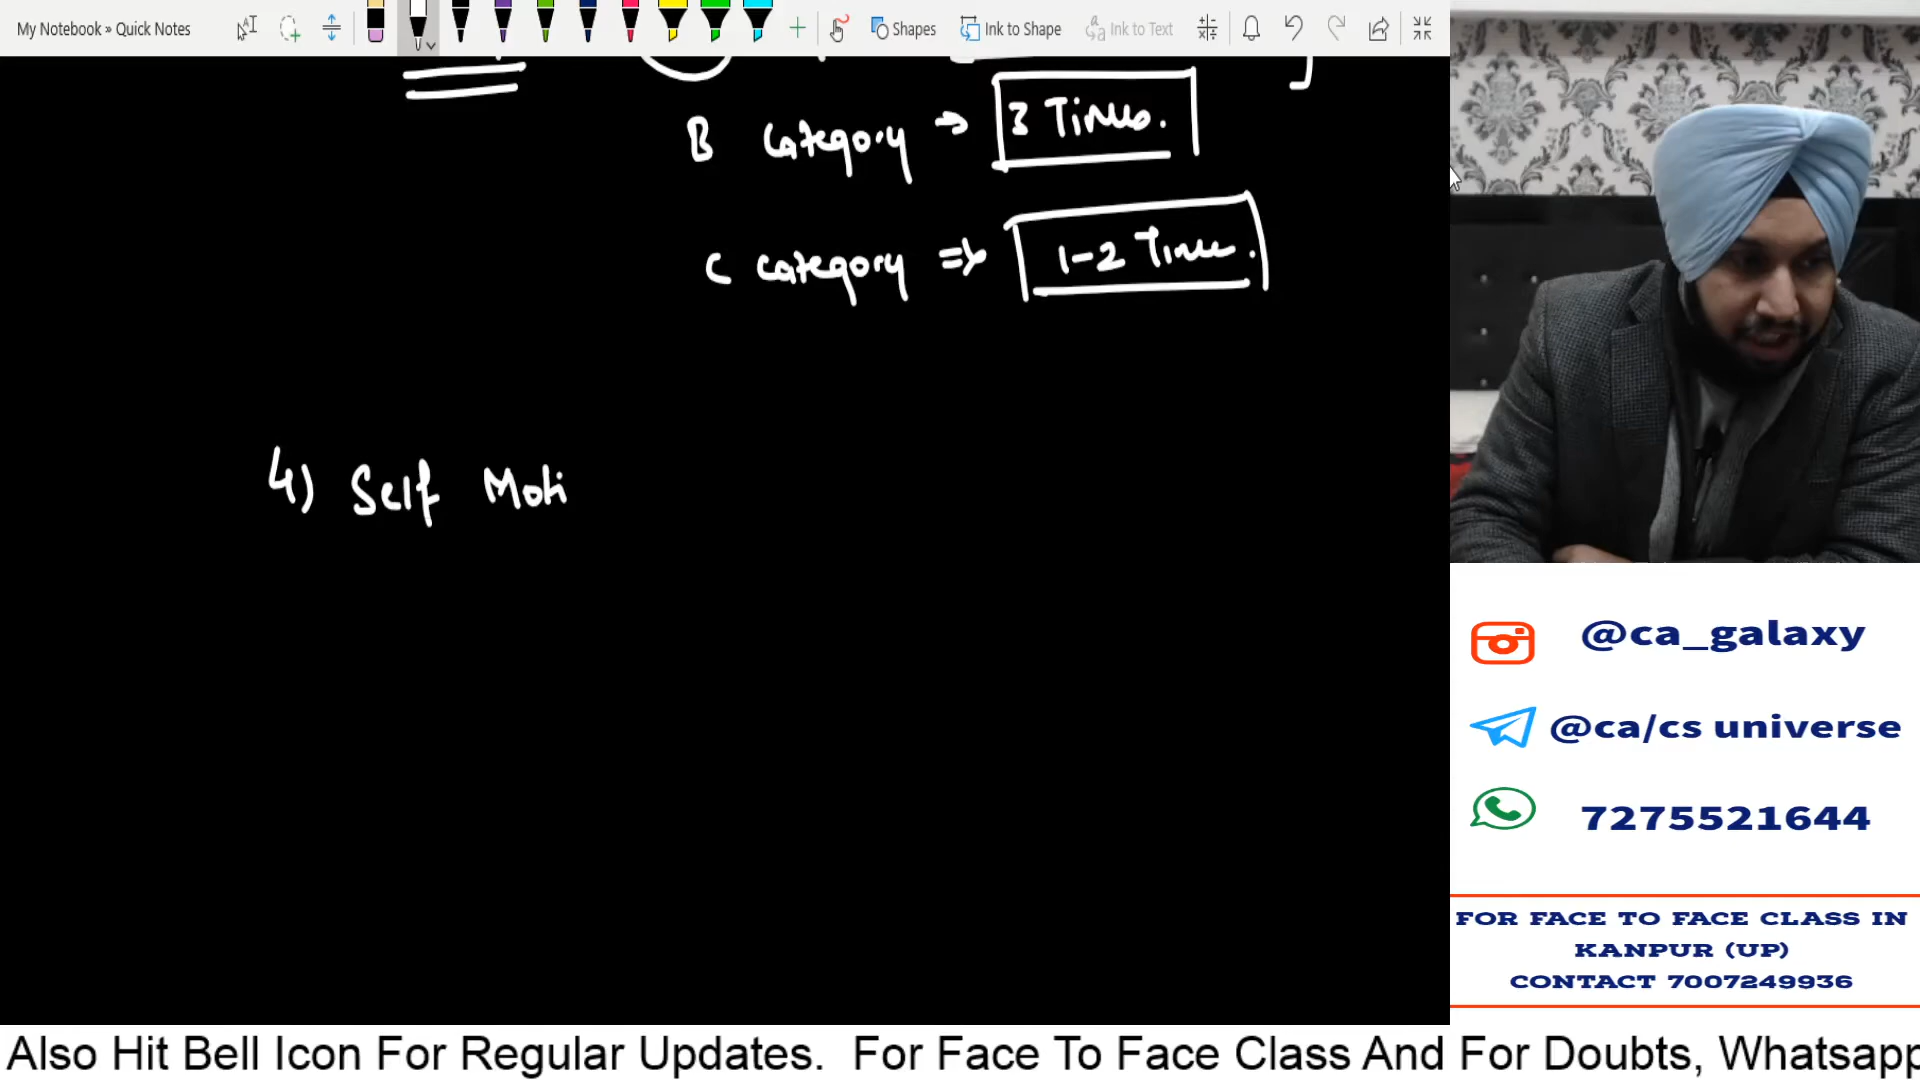 My Notebook » Quick Notes
Shapes
Ink to Shape
Ink to Text
B Category → 3 Times.
C category ⇒ 1-2 Times.
4) Self Moti
@ca_galaxy
@ca/cs universe
7275521644
FOR FACE TO FACE CLASS IN
KANPUR (UP)
CONTACT 7007249936
Also Hit Bell Icon For Regular Updates. For Face To Face Class And For Doubts, Whatsapp